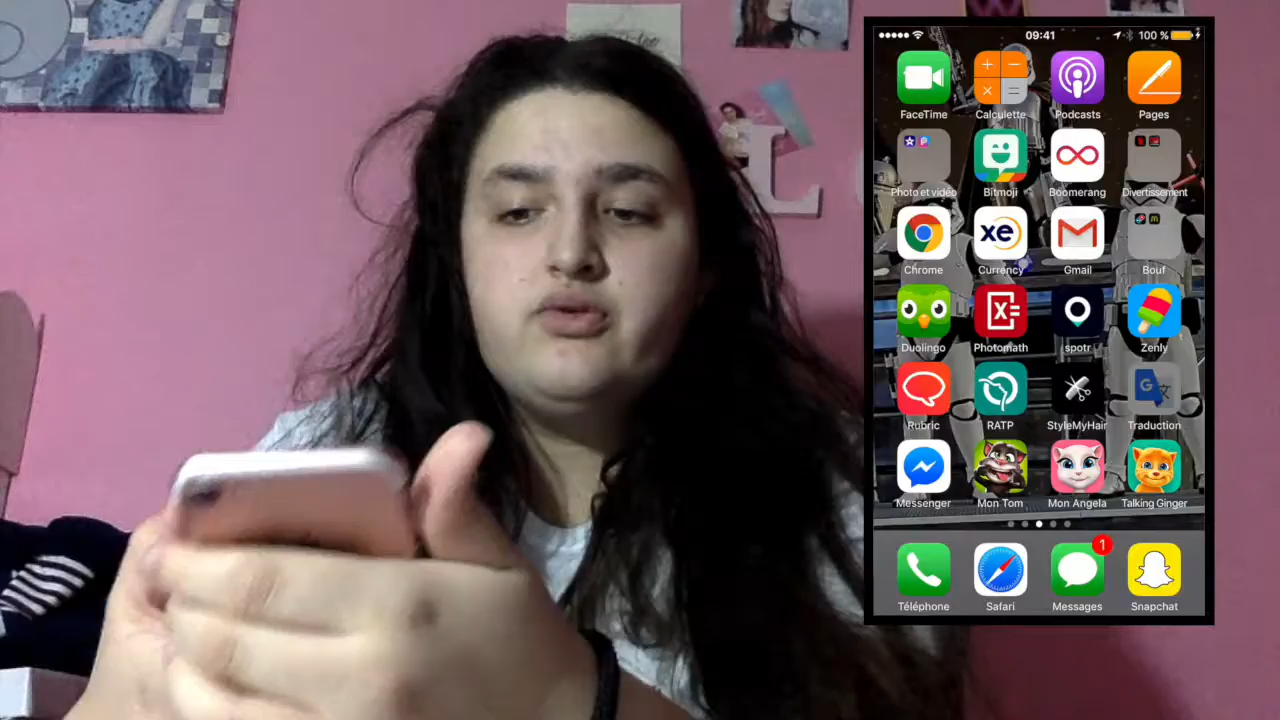 09:41
100 %
FaceTime
Calculette
Podcasts
Pages
Photo et vidéo
Bitmoji
Boomerang
Divertissement
Chrome
xe
Currency
Gmail
Bouf
Duolingo
Photomath
spotr
Zenly
Rubric
RATP
StyleMyHair
Traduction
Messenger
Mon Tom
Mon Angela
Talking Ginger
1
Téléphone
Safari
Messages
Snapchat
L